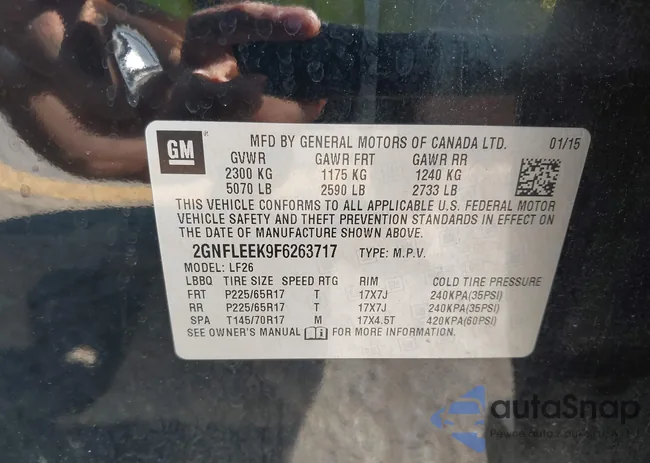 GM
MFD BY GENERAL MOTORS OF CANADA LTD. 01/15
GVWR GAWR FRT GAWR RR
2300 KG 1175 KG 1240 KG
5070 LB 2590 LB 2733 LB
THIS VEHICLE CONFORMS TO ALL APPLICABLE U.S. FEDERAL MOTOR
VEHICLE SAFETY AND THEFT PREVENTION STANDARDS IN EFFECT ON
THE DATE OF MANUFACTURE SHOWN ABOVE.
2GNFLEEK9F6263717 TYPE: M.P.V.
MODEL: LF26
LBBQ TIRE SIZE SPEED RTG RIM COLD TIRE PRESSURE
FRT P225/65R17 T 17X7J 240KPA(35PSI)
RR P225/65R17 T 17X7J 240KPA(35PSI)
SPA T145/70R17 M 17X4.5T 420KPA(60PSI)
SEE OWNER'S MANUAL FOR MORE INFORMATION.
autoSnap